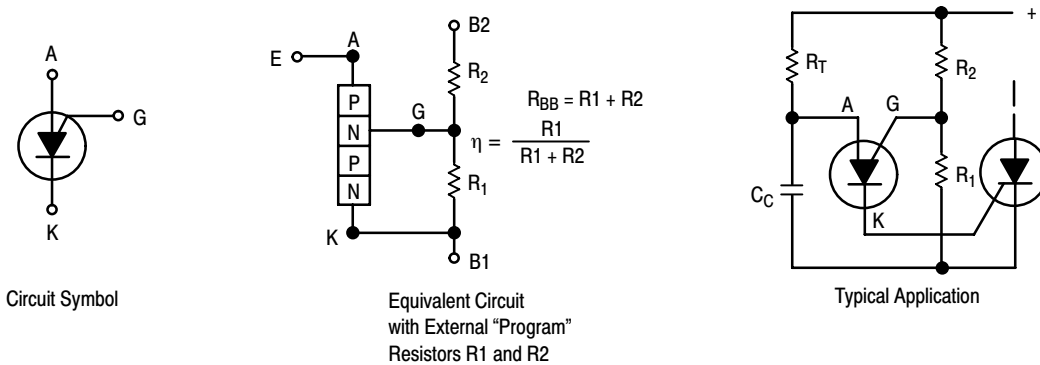 A
G
K
Circuit Symbol
B2
E
A
R2
P
N
P
N
G
RBB = R1 + R2
η = R1
R1 + R2
R1
K
B1
Equivalent Circuit
with External “Program”
Resistors R1 and R2
+
RT
R2
A
G
R1
CC
K
Typical Application